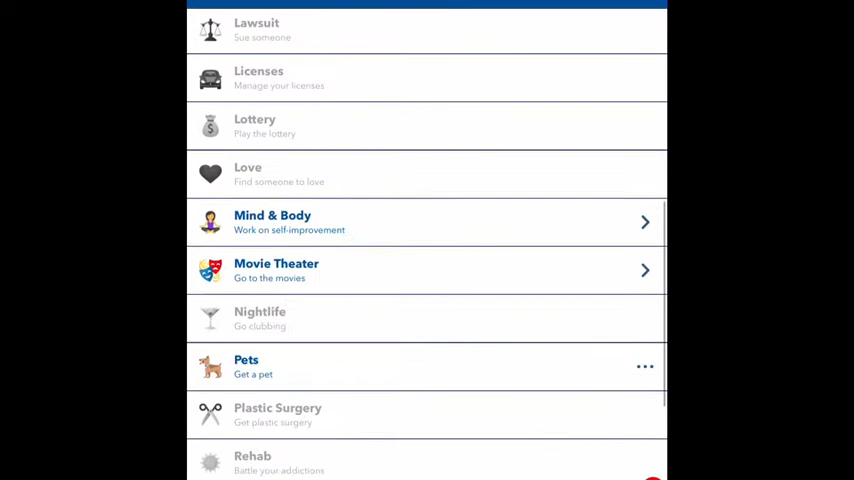 Lawsuit
Sue someone
Licenses
Manage your licenses
Lottery
Play the lottery
Love
Find someone to love
Mind & Body
Work on self-improvement
Movie Theater
Go to the movies
Nightlife
Go clubbing
Pets
Get a pet
Plastic Surgery
Get plastic surgery
Rehab
Battle your addictions